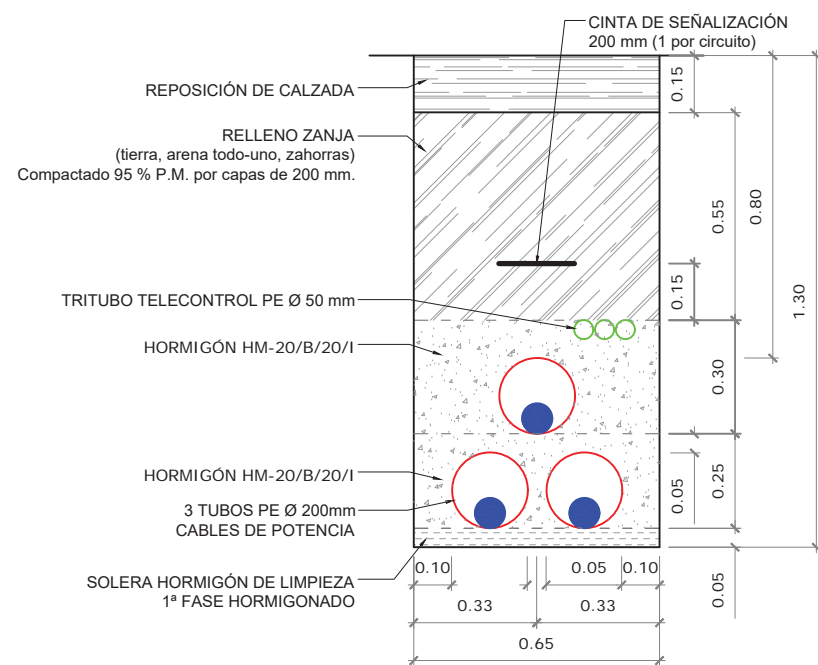 CINTA DE SEÑALIZACIÓN
200 mm (1 por circuito)
REPOSICIÓN DE CALZADA
RELLENO ZANJA
(tierra, arena todo-uno, zahorras)
Compactado 95 % P.M. por capas de 200 mm.
TRITUBO TELECONTROL PE Ø 50 mm
HORMIGÓN HM-20/B/20/I
HORMIGÓN HM-20/B/20/I
3 TUBOS PE Ø 200mm
CABLES DE POTENCIA
SOLERA HORMIGÓN DE LIMPIEZA
1ª FASE HORMIGONADO
0.15
0.55
0.80
0.15
1.30
0.30
0.05
0.25
0.05
0.10
0.05
0.10
0.33
0.33
0.65